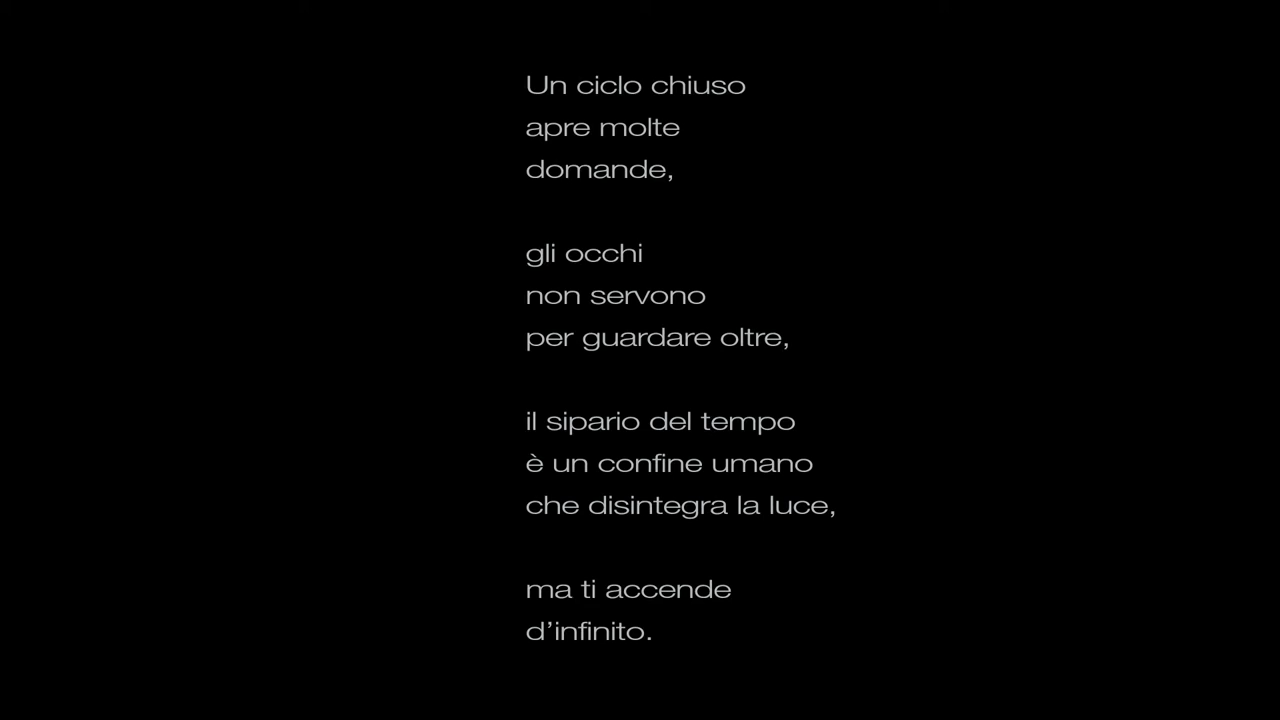 Un ciclo chiuso
apre molte
domande,
gli occhi
non servono
per guardare oltre,
il sipario del tempo
è un confine umano
che disintegra la luce,
ma ti accende
d’infinito.